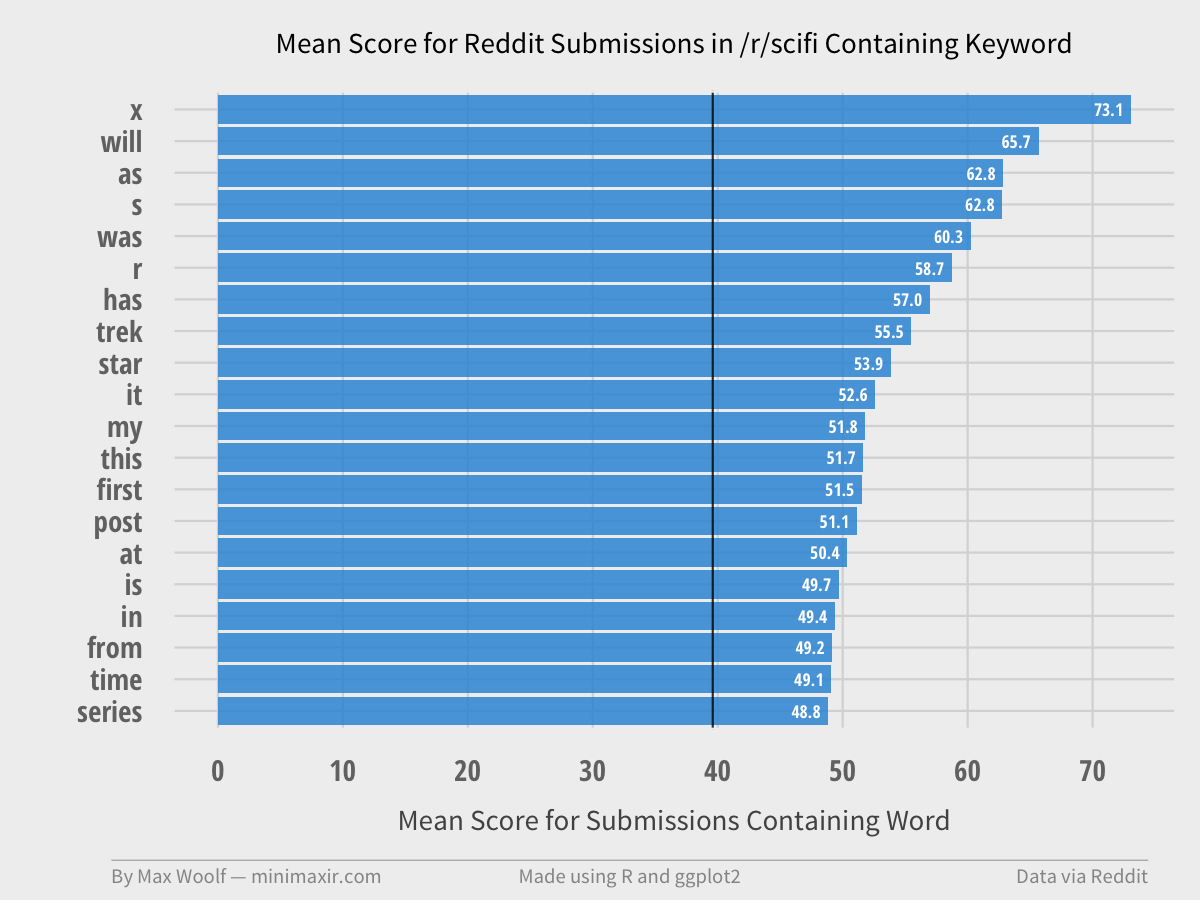 Mean Score for Reddit Submissions in /r/scifi Containing Keyword
x 73.1
will 65.7
as 62.8
s 62.8
was 60.3
r 58.7
has 57.0
trek 55.5
star 53.9
it 52.6
my 51.8
this 51.7
first 51.5
post 51.1
at 50.4
is 49.7
in 49.4
from 49.2
time 49.1
series 48.8
0 10 20 30 40 50 60 70
Mean Score for Submissions Containing Word
By Max Woolf — minimaxir.com Made using R and ggplot2 Data via Reddit